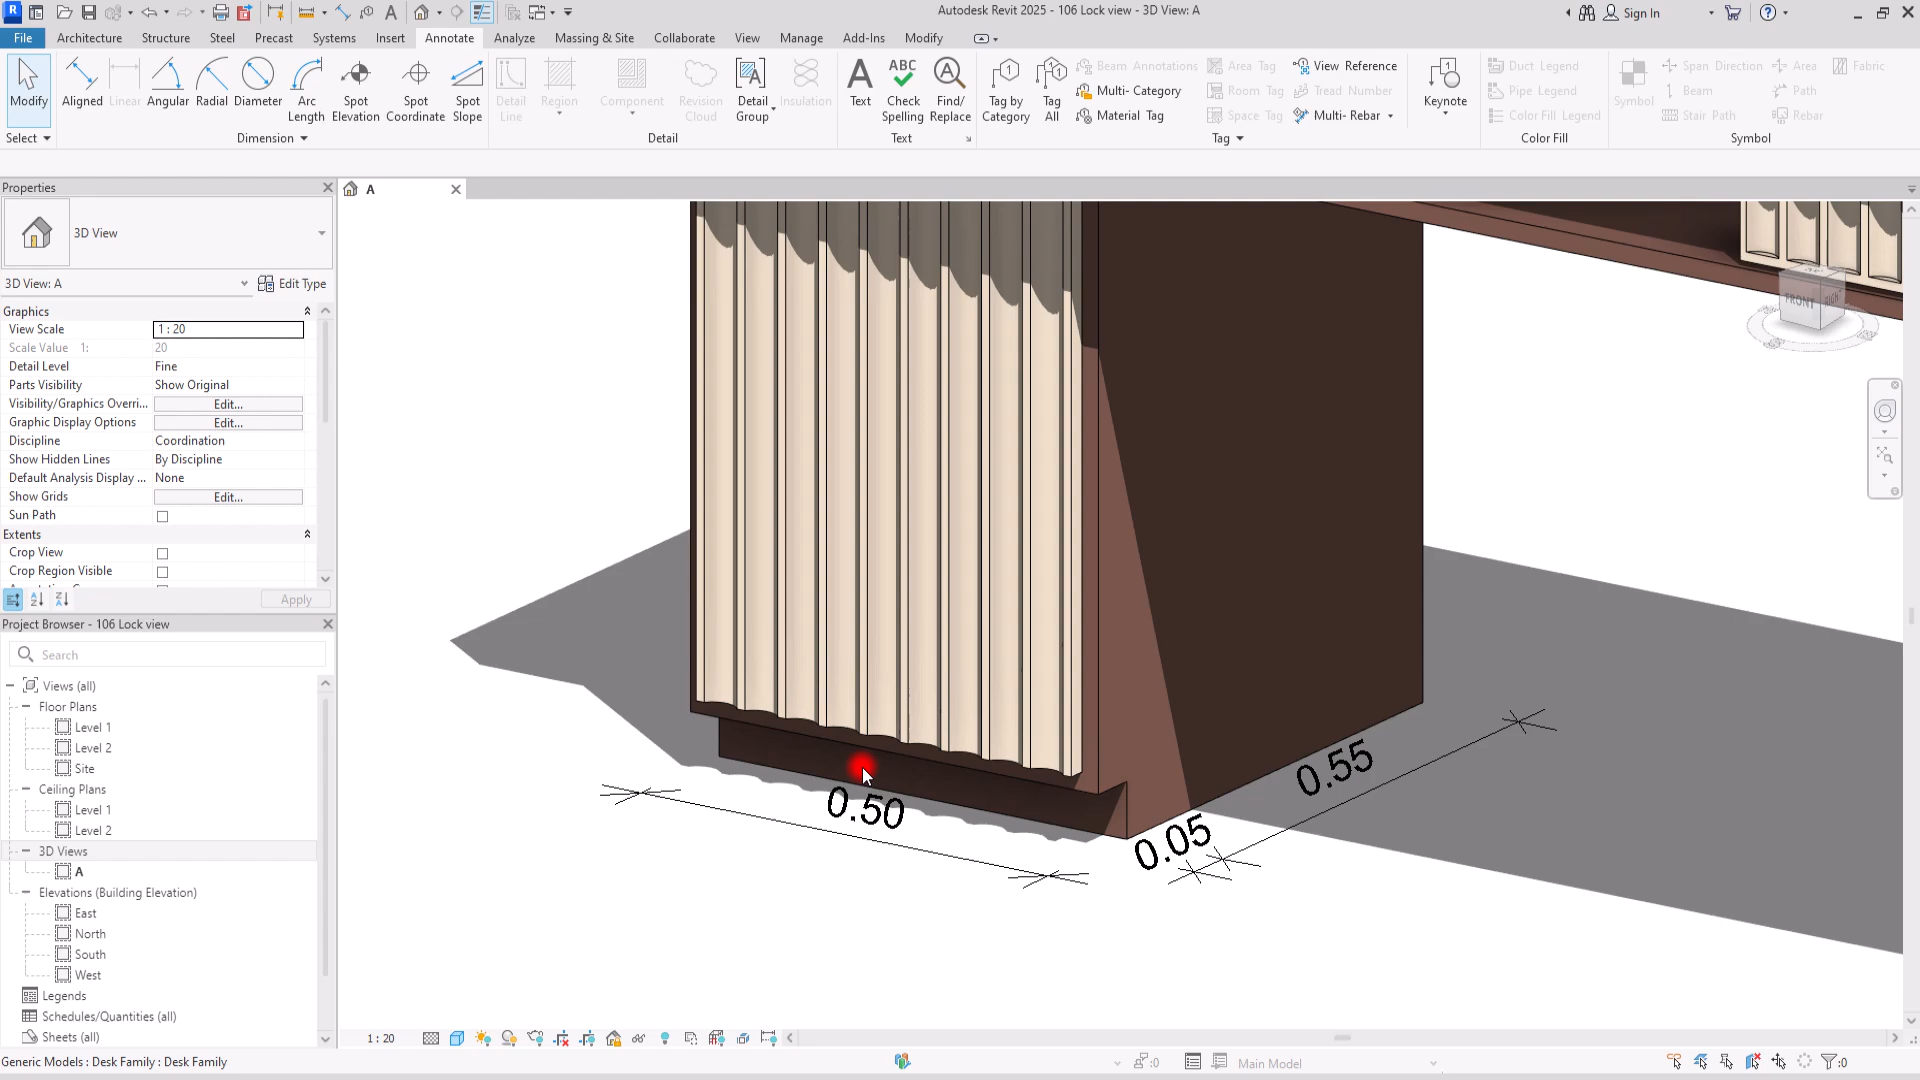 Autodesk Revit 2025 - 106 Lock view - 3D View: A
Sign In
File
Architecture
Structure
Steel
Precast
Systems
Insert
Annotate
Analyze
Massing & Site
Collaborate
View
Manage
Add-Ins
Modify
Modify
Aligned
Linear
Angular
Radial
Diameter
Arc
Length
Spot
Elevation
Spot
Coordinate
Spot
Slope
Detail
Line
Region
Component
Revision
Cloud
Detail
Group
Insulation
Text
ABC
Check
Spelling
Find/
Replace
Tag by
Category
Tag
All
Beam Annotations
Multi- Category
Material Tag
Area Tag
Room Tag
Space Tag
View Reference
Tread Number
Multi- Rebar
Keynote
Duct Legend
Pipe Legend
Color Fill Legend
Symbol
Span Direction
Beam
Stair Path
Area
Path
Rebar
Fabric
Select
Dimension
Detail
Text
Tag
Color Fill
Symbol
Properties
A
3D View
3D View: A
Edit Type
Graphics
View Scale
1 : 20
Scale Value 1:
20
Detail Level
Fine
Parts Visibility
Show Original
Visibility/Graphics Overri...
Edit...
Graphic Display Options
Edit...
Discipline
Coordination
Show Hidden Lines
By Discipline
Default Analysis Display ...
None
Show Grids
Edit...
Sun Path
Extents
Crop View
Crop Region Visible
Apply
Project Browser - 106 Lock view
Search
Views (all)
Floor Plans
Level 1
Level 2
Site
Ceiling Plans
Level 1
Level 2
3D Views
A
Elevations (Building Elevation)
East
North
South
West
Legends
Schedules/Quantities (all)
Sheets (all)
FRONT
RIGHT
0.50
0.05
0.55
1 : 20
Generic Models : Desk Family : Desk Family
:0
Main Model
:0